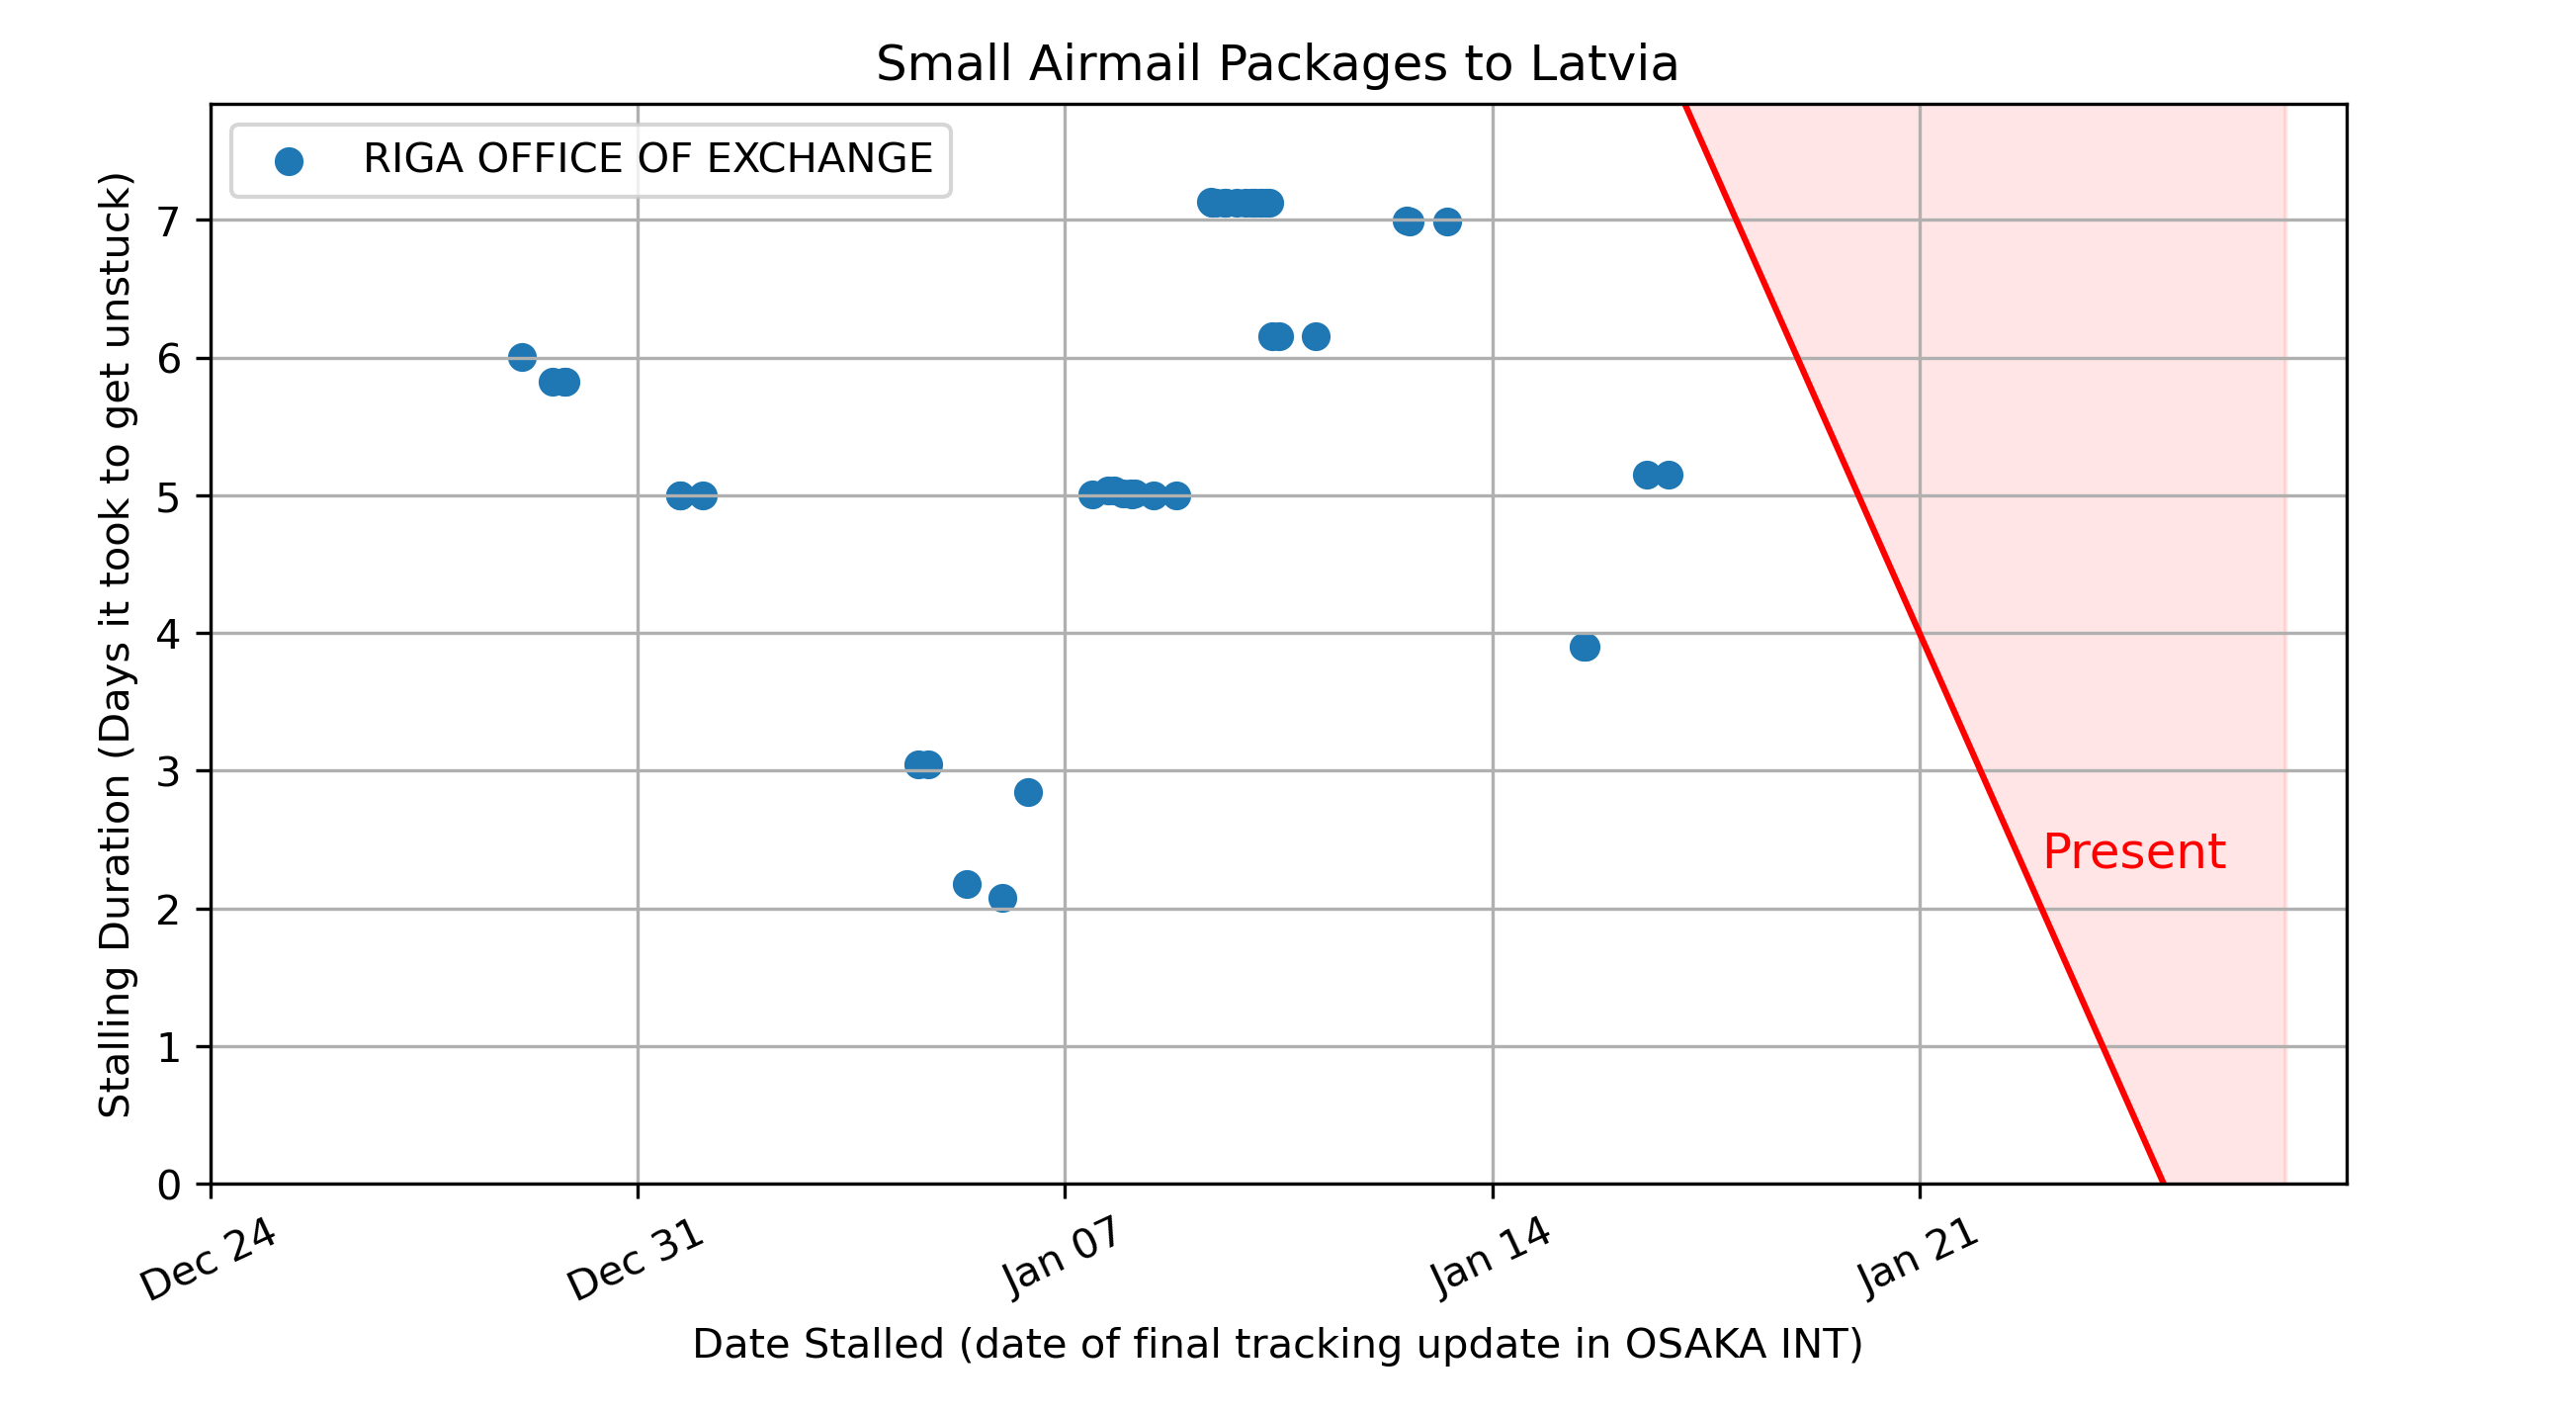 Small Airmail Packages to Latvia
RIGA OFFICE OF EXCHANGE
Stalling Duration (Days it took to get unstuck)
7
6
5
4
3
2
1
0
Present
Dec 24
Dec 31
Jan 07
Jan 14
Jan 21
Date Stalled (date of final tracking update in OSAKA INT)